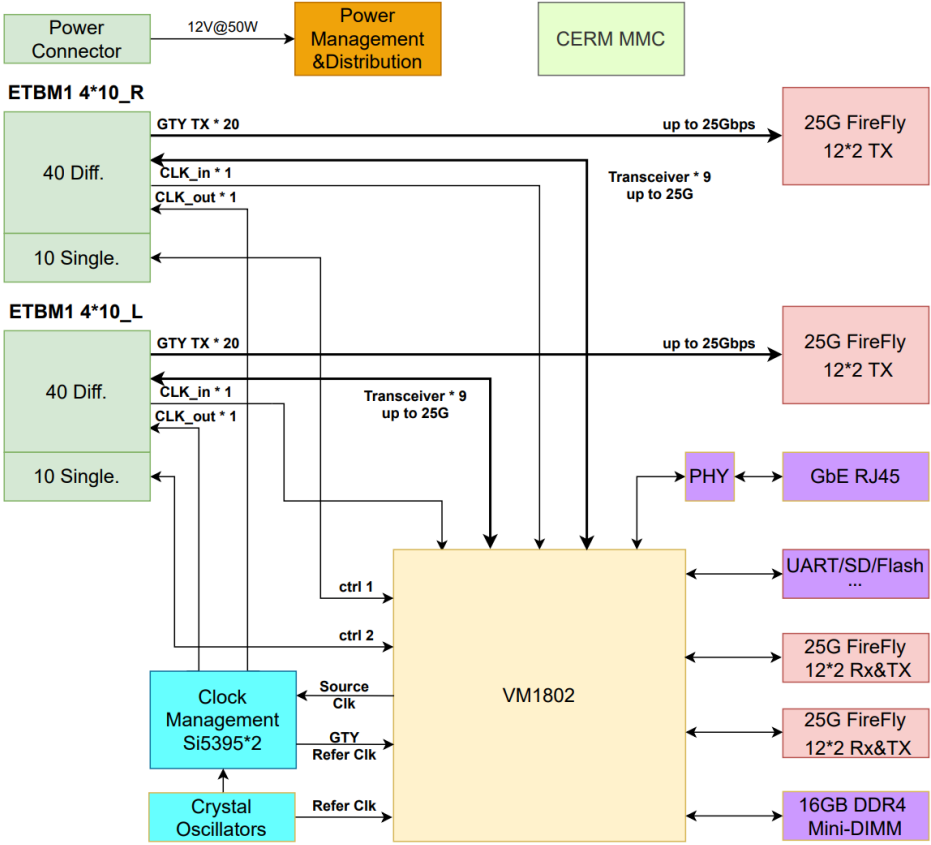 Power
Connector
12V@50W
Power
Management
&Distribution
CERM MMC
ETBM1 4*10_R
40 Diff.
10 Single.
GTY TX * 20
up to 25Gbps
CLK_in * 1
CLK_out * 1
Transceiver * 9
up to 25G
25G FireFly
12*2 TX
ETBM1 4*10_L
40 Diff.
10 Single.
GTY TX * 20
up to 25Gbps
CLK_in * 1
CLK_out * 1
Transceiver * 9
up to 25G
25G FireFly
12*2 TX
PHY
GbE RJ45
UART/SD/Flash
...
ctrl 1
ctrl 2
25G FireFly
12*2 Rx&TX
VM1802
Clock
Management
Si5395*2
Source
Clk
GTY
Refer Clk
25G FireFly
12*2 Rx&TX
Crystal
Oscillators
Refer Clk
16GB DDR4
Mini-DIMM